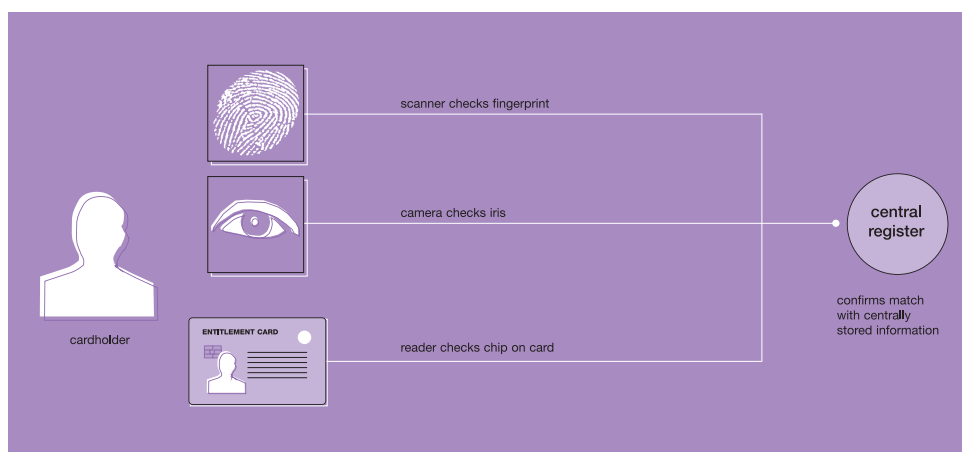 scanner checks fingerprint
camera checks iris
central
register
confirms match
with centrally
stored information
cardholder
ENTITLEMENT CARD
reader checks chip on card